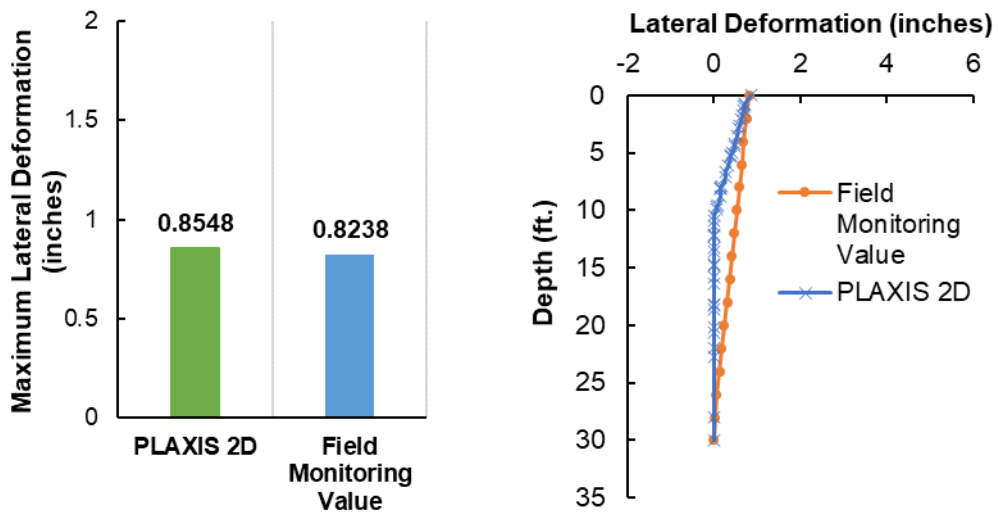 Maximum Lateral Deformation
(inches)
2
1.5
1
0.5
0
0.8548
0.8238
PLAXIS 2D
Field
Monitoring
Value
Lateral Deformation (inches)
-2
0
2
4
6
Depth (ft.)
0
5
10
15
20
25
30
35
Field
Monitoring
Value
PLAXIS 2D